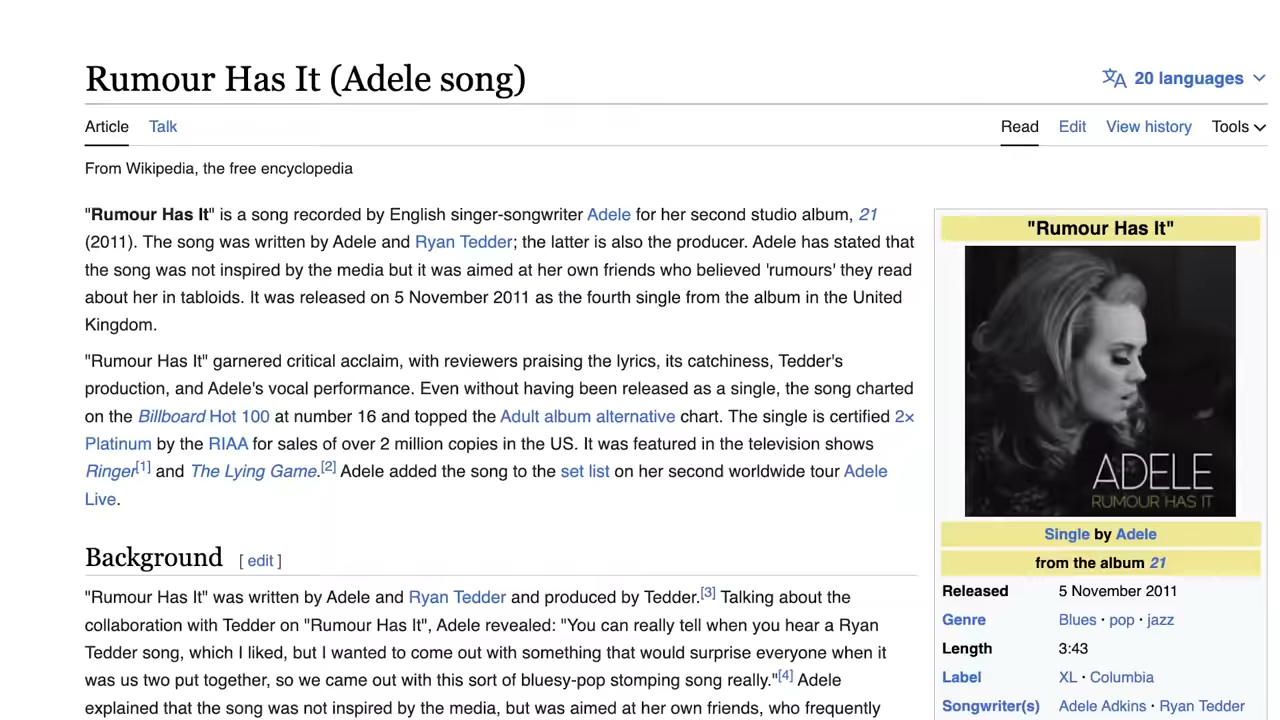 Rumour Has It (Adele song)
20 languages
Article Talk
Read Edit View history Tools
From Wikipedia, the free encyclopedia
"Rumour Has It" is a song recorded by English singer-songwriter Adele for her second studio album, 21
(2011). The song was written by Adele and Ryan Tedder; the latter is also the producer. Adele has stated that
the song was not inspired by the media but it was aimed at her own friends who believed 'rumours' they read
about her in tabloids. It was released on 5 November 2011 as the fourth single from the album in the United
Kingdom.
"Rumour Has It" garnered critical acclaim, with reviewers praising the lyrics, its catchiness, Tedder's
production, and Adele's vocal performance. Even without having been released as a single, the song charted
on the Billboard Hot 100 at number 16 and topped the Adult album alternative chart. The single is certified 2×
Platinum by the RIAA for sales of over 2 million copies in the US. It was featured in the television shows
Ringer[1] and The Lying Game.[2] Adele added the song to the set list on her second worldwide tour Adele
Live.
Background [ edit ]
"Rumour Has It" was written by Adele and Ryan Tedder and produced by Tedder.[3] Talking about the
collaboration with Tedder on "Rumour Has It", Adele revealed: "You can really tell when you hear a Ryan
Tedder song, which I liked, but I wanted to come out with something that would surprise everyone when it
was us two put together, so we came out with this sort of bluesy-pop stomping song really."[4] Adele
explained that the song was not inspired by the media, but was aimed at her own friends, who frequently
"Rumour Has It"
ADELE
RUMOUR HAS IT
Single by Adele
from the album 21
Released 5 November 2011
Genre Blues · pop · jazz
Length 3:43
Label XL · Columbia
Songwriter(s) Adele Adkins · Ryan Tedder